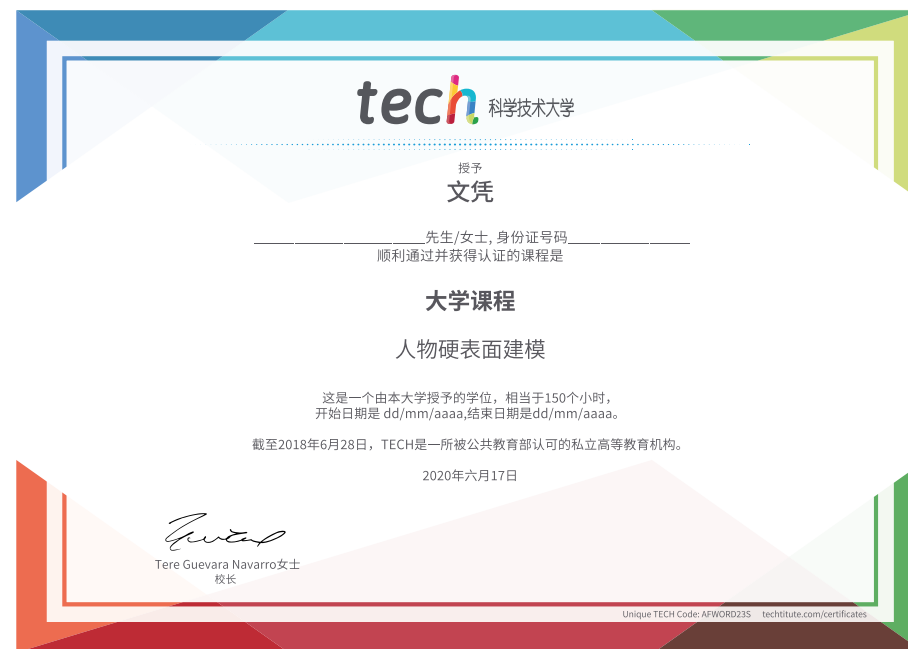 tech 科学技术大学
授予
文凭
________________________先生/女士, 身份证号码_________________
顺利通过并获得认证的课程是
大学课程
人物硬表面建模
这是一个由本大学授予的学位，相当于150个小时，
开始日期是 dd/mm/aaaa,结束日期是dd/mm/aaaa。
截至2018年6月28日，TECH是一所被公共教育部认可的私立高等教育机构。
2020年六月17日
Tere Guevara Navarro女士
校长
Unique TECH Code: AFWORD23S techtitute.com/certificates